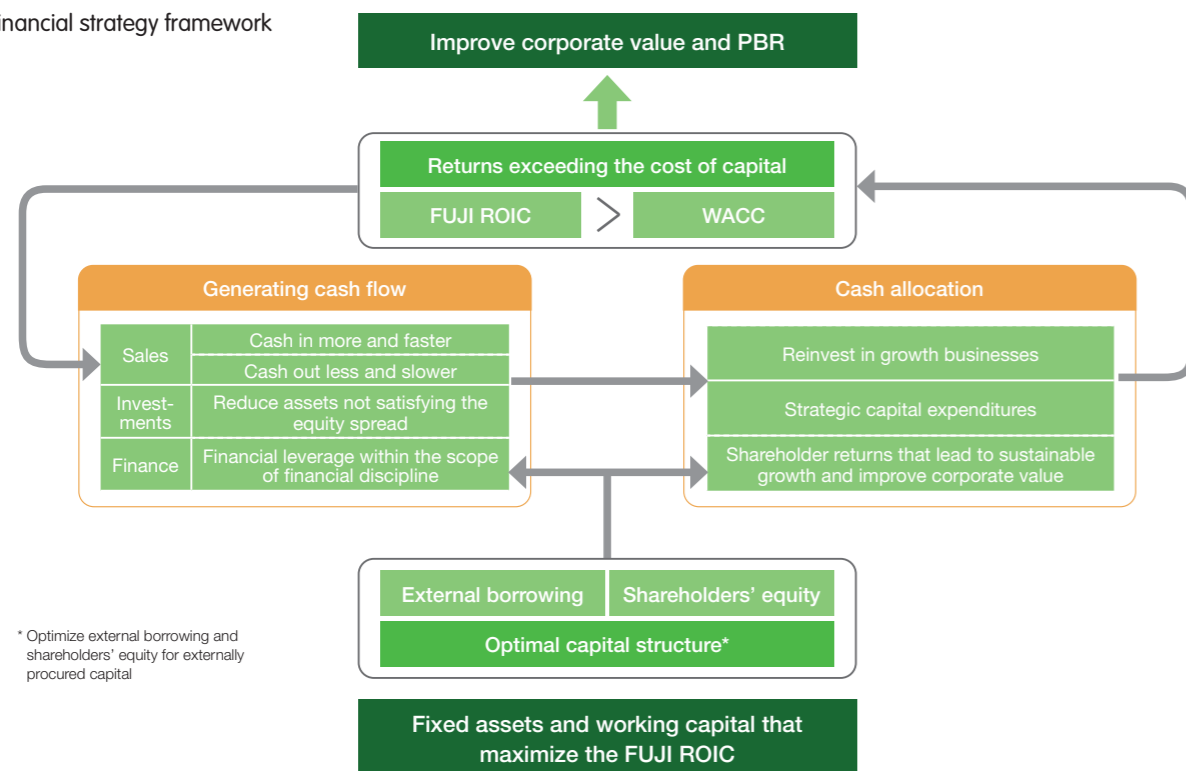 inancial strategy framework
Improve corporate value and PBR
Returns exceeding the cost of capital
FUJI ROIC
>
WACC
Generating cash flow
Sales
Cash in more and faster
Cash out less and slower
Invest-
ments
Reduce assets not satisfying the
equity spread
Finance
Financial leverage within the scope
of financial discipline
Cash allocation
Reinvest in growth businesses
Strategic capital expenditures
Shareholder returns that lead to sustainable
growth and improve corporate value
External borrowing
Shareholders’ equity
Optimal capital structure*
* Optimize external borrowing and
shareholders’ equity for externally
procured capital
Fixed assets and working capital that
maximize the FUJI ROIC